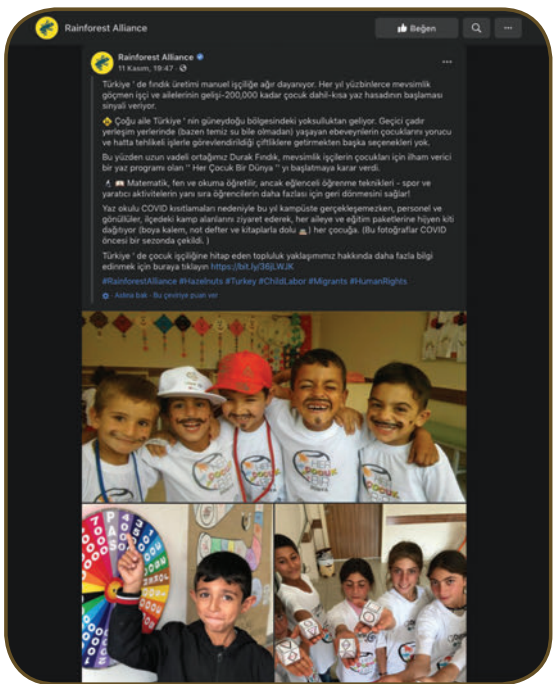 Rainforest Alliance
Beğen
Rainforest Alliance
11 Kasım, 19:47 ·
Türkiye ' de fındık üretimi manuel işçiliğe ağır dayanıyor. Her yıl yüzbinlerce mevsimlik
göçmen işçi ve ailelerinin gelişi-200,000 kadar çocuk dahil-kısa yaz hasadının başlaması
sinyali veriyor.
Çoğu aile Türkiye ' nin güneydoğu bölgesindeki yoksulluktan geliyor. Geçici çadır
yerleşim yerlerinde (bazen temiz su bile olmadan) yaşayan ebeveynlerin çocuklarını yorucu
ve hatta tehlikeli işlerle görevlendirildiği çiftliklere getirmekten başka seçenekleri yok.
Bu yüzden uzun vadeli ortağımız Durak Fındık, mevsimlik işçilerin çocukları için ilham verici
bir yaz programı olan '' Her Çocuk Bir Dünya '' yı başlatmaya karar verdi.
Matematik, fen ve okuma öğretilir, ancak eğlenceli öğrenme teknikleri – spor ve
yaratıcı aktivitelerin yanı sıra öğrencilerin daha fazlası için geri dönmesini sağlar!
Yaz okulu COVID kısıtlamaları nedeniyle bu yıl kampüste gerçekleşemezken, personel ve
gönüllüler, ilçedeki kamp alanlarını ziyaret ederek, her aileye ve eğitim paketlerine hijyen kiti
dağıtıyor (boya kalem, not defter ve kitaplarla dolu ) her çocuğa. (Bu fotoğraflar COVID
öncesi bir sezonda çekildi. )
Türkiye ' de çocuk işçiliğine hitap eden topluluk yaklaşımımız hakkında daha fazla bilgi
edinmek için buraya tıklayın https://bit.ly/36jLWJK
#RainforestAlliance #Hazelnuts #Turkey #ChildLabor #Migrants #HumanRights
· Aslına bak · Bu çeviriye puan ver
HER
ÇOCUK
BİR
PAS